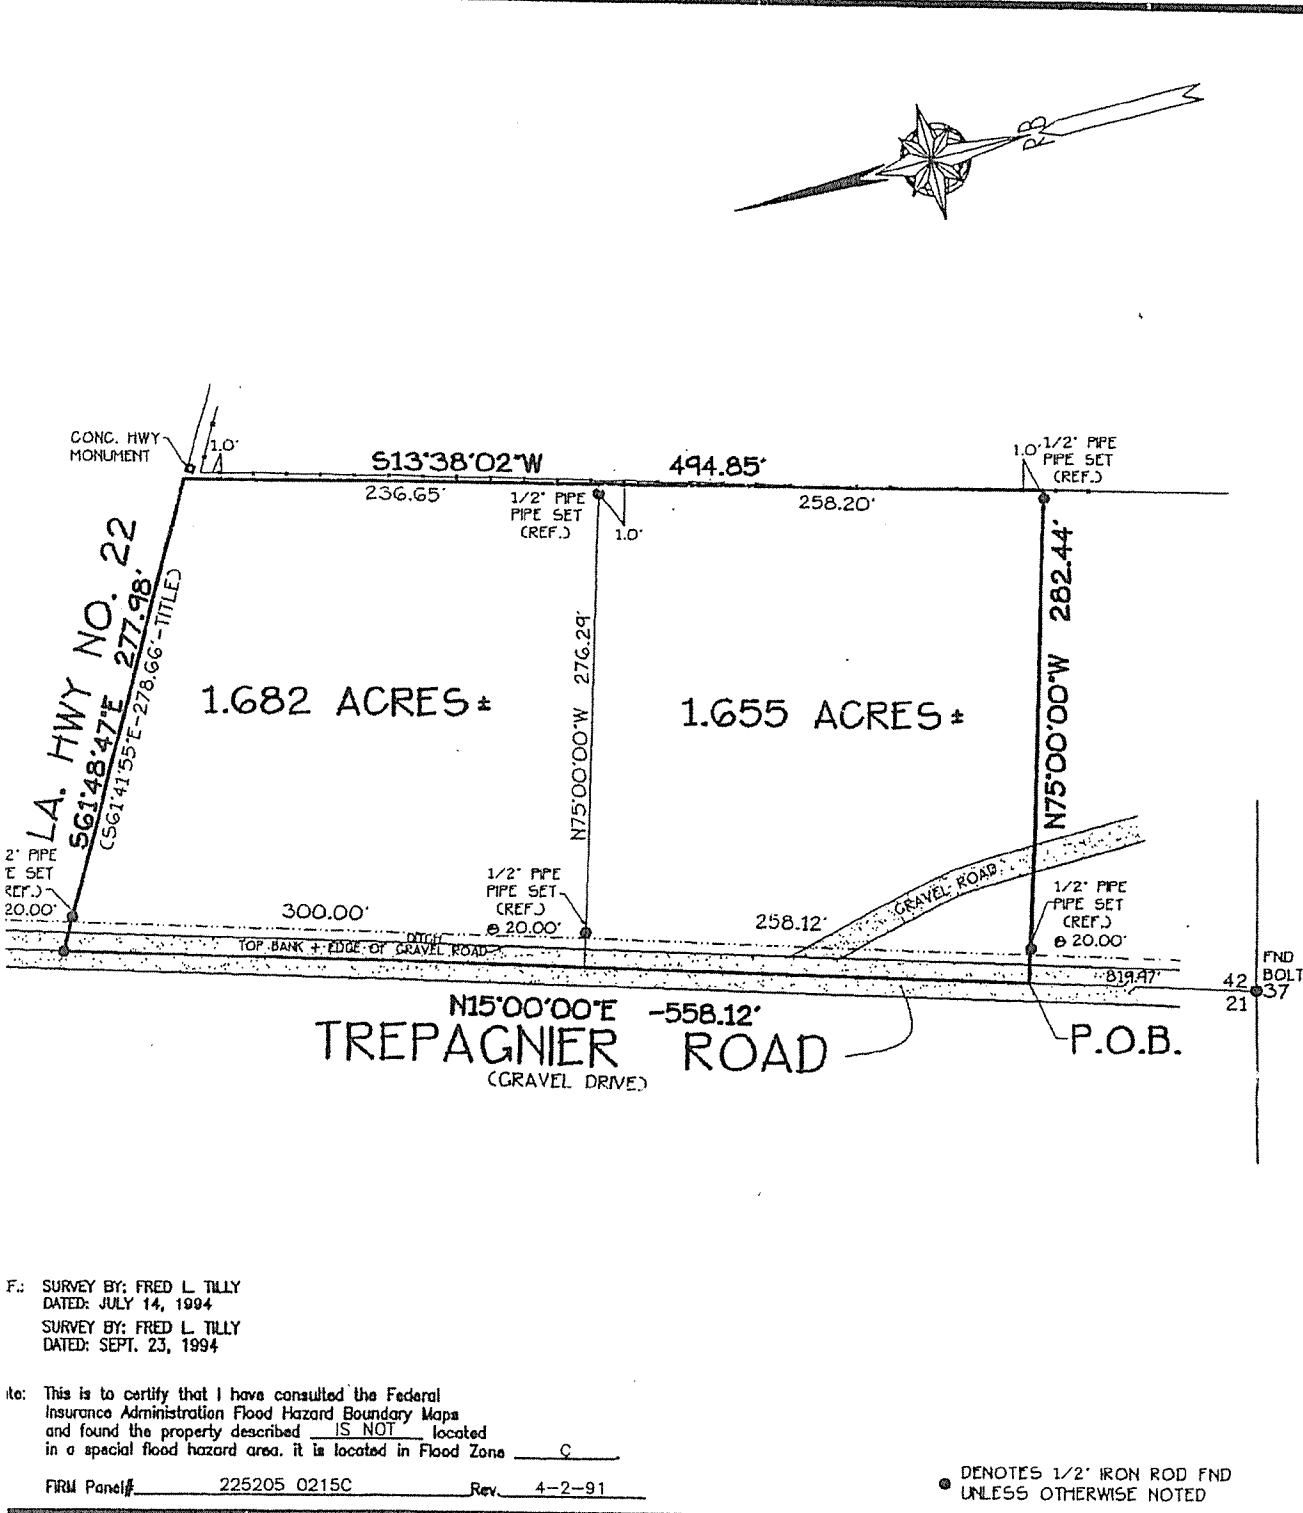 RB
CONC. HWY
MONUMENT
1.0'
S13°38'02"W 494.85'
236.65'
1/2" PIPE
PIPE SET
(REF.)
1.0'
258.20'
1.0'
1/2" PIPE
PIPE SET
(REF.)
LA. HWY NO. 22
S61°48'47"E 277.98'
(S61°41'55"E-278.66'-TITLE)
1.682 ACRES±
N75°00'00"W 276.29'
1.655 ACRES±
N75°00'00"W 282.44'
2" PIPE
E SET
REF.)
20.00'
300.00'
1/2" PIPE
PIPE SET
(REF.)
@ 20.00'
258.12'
GRAVEL ROAD
1/2" PIPE
PIPE SET
(REF.)
@ 20.00'
DITCH
TOP BANK + EDGE OF GRAVEL ROAD
819.47'
FND
BOLT
42
37
21
N15°00'00"E -558.12'
TREPAGNIER ROAD
(GRAVEL DRIVE)
P.O.B.
F.: SURVEY BY: FRED L. TILLY
DATED: JULY 14, 1994
SURVEY BY: FRED L. TILLY
DATED: SEPT. 23, 1994
te: This is to certify that I have consulted the Federal
Insurance Administration Flood Hazard Boundary Maps
and found the property described IS NOT located
in a special flood hazard area. it is located in Flood Zone C
FIRM Panel# 225205 0215C Rev. 4-2-91
DENOTES 1/2" IRON ROD FND
UNLESS OTHERWISE NOTED